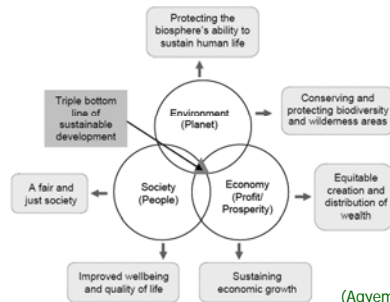 Protecting the
biosphere's ability to
sustain human life
Triple bottom
line of
sustainable
development
Environment
(Planet)
Conserving and
protecting biodiversity
and wilderness areas
A fair and
just society
Society
(People)
Economy
(Profit/
Prosperity)
Equitable
creation and
distribution of
wealth
Improved wellbeing
and quality of life
Sustaining
economic growth
(Agyem